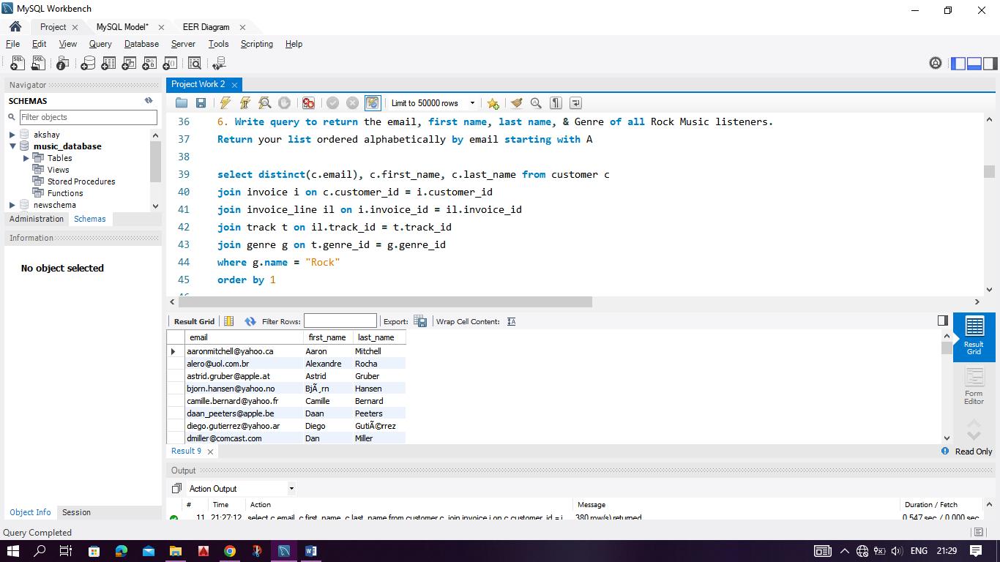 MySQL Workbench
Project MySQL Model* EER Diagram
File Edit View Query Database Server Tools Scripting Help
Navigator
SCHEMAS
Filter objects
akshay
music_database
Tables
Views
Stored Procedures
Functions
newschema
Administration Schemas
Information
No object selected
Object Info Session
Project Work 2
Limit to 50000 rows
36 6. Write query to return the email, first name, last name, & Genre of all Rock Music listeners.
37 Return your list ordered alphabetically by email starting with A
38
39 select distinct(c.email), c.first_name, c.last_name from customer c
40 join invoice i on c.customer_id = i.customer_id
41 join invoice_line il on i.invoice_id = il.invoice_id
42 join track t on il.track_id = t.track_id
43 join genre g on t.genre_id = g.genre_id
44 where g.name = "Rock"
45 order by 1
Result Grid Filter Rows: Export: Wrap Cell Content:
email first_name last_name
aaronmitchell@yahoo.ca Aaron Mitchell
alero@uol.com.br Alexandre Rocha
astrid.gruber@apple.at Astrid Gruber
bjorn.hansen@yahoo.no BjÃ¸rn Hansen
camille.bernard@yahoo.fr Camille Bernard
daan_peeters@apple.be Daan Peeters
diego.gutierrez@yahoo.ar Diego GutiÃ©rrez
dmiller@comcast.com Dan Miller
Result Grid
Form Editor
Result 9 Read Only
Output
Action Output
# Time Action Message Duration / Fetch
11 21:27:12 select c.email, c.first_name, c.last_name from customer c join invoice i on c.customer_id = i 380 row(s) returned 0.547 sec / 0.000 sec
Query Completed
ENG 21:29